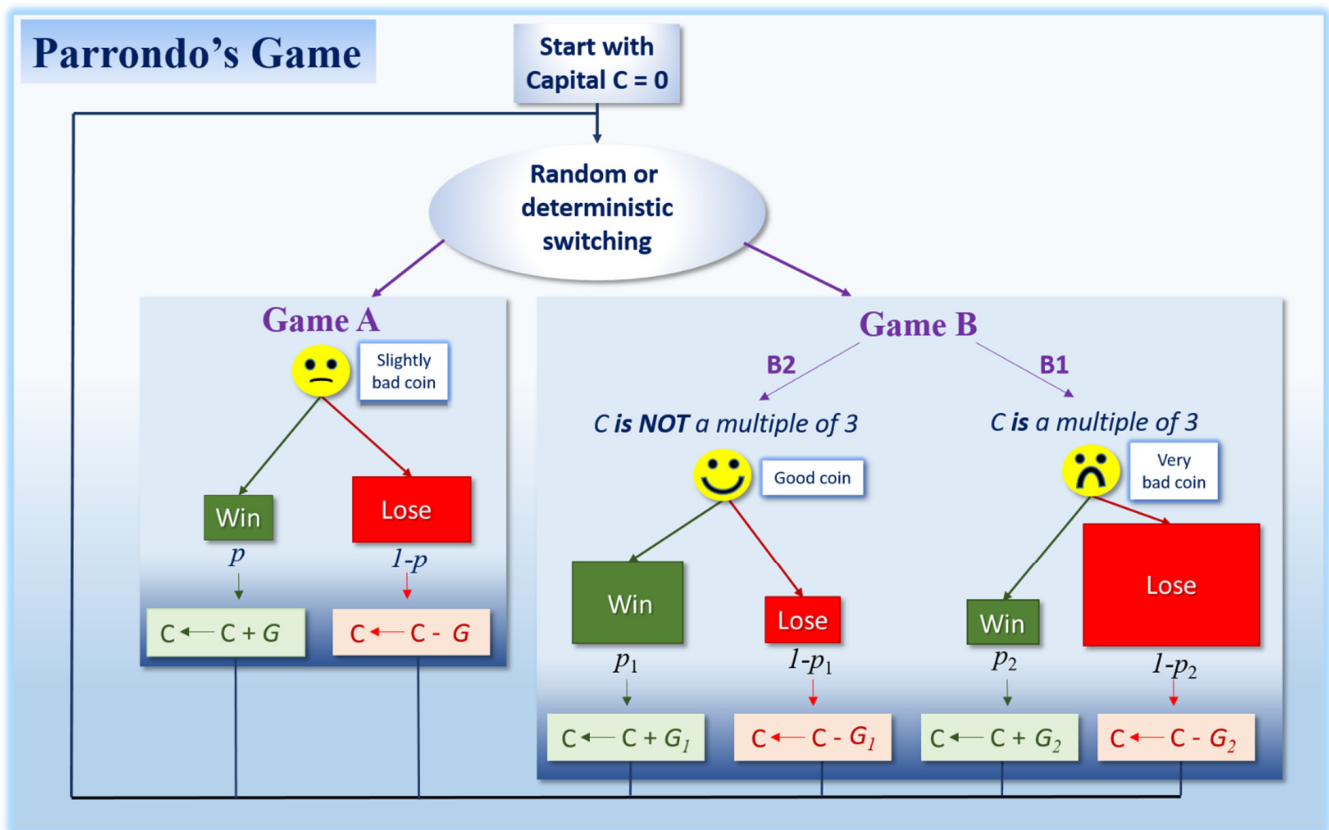 Parrondo’s Game
Start with
Capital C = 0
Random or
deterministic
switching
Game A
Slightly
bad coin
Win
Lose
p
1-p
C ← C + G
C ← C - G
Game B
B2
B1
C is NOT a multiple of 3
C is a multiple of 3
Good coin
Very
bad coin
Win
Lose
Win
Lose
p₁
1-p₁
p₂
1-p₂
C ← C + G₁
C ← C - G₁
C ← C + G₂
C ← C - G₂